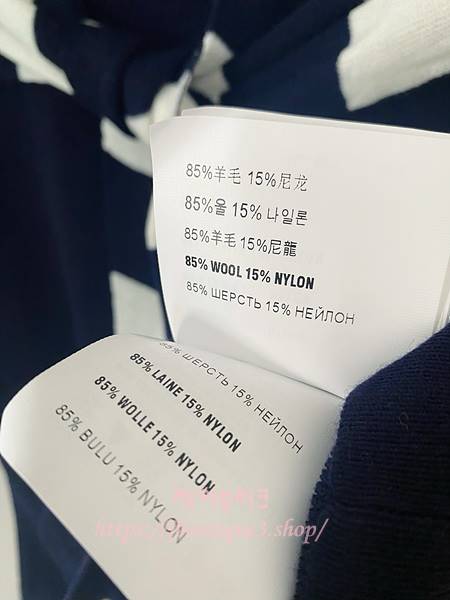 85%羊毛 15%尼龙
85%울 15% 나일론
85%羊毛 15%尼龍
85% WOOL 15% NYLON
85% ШЕРСТЬ 15% НЕЙЛОН
85% ШЕРСТЬ 15% НЕЙЛОН
85% LAINE 15% NYLON
85% WOLLE 15% NYLON
85% BULU 15% NYLON